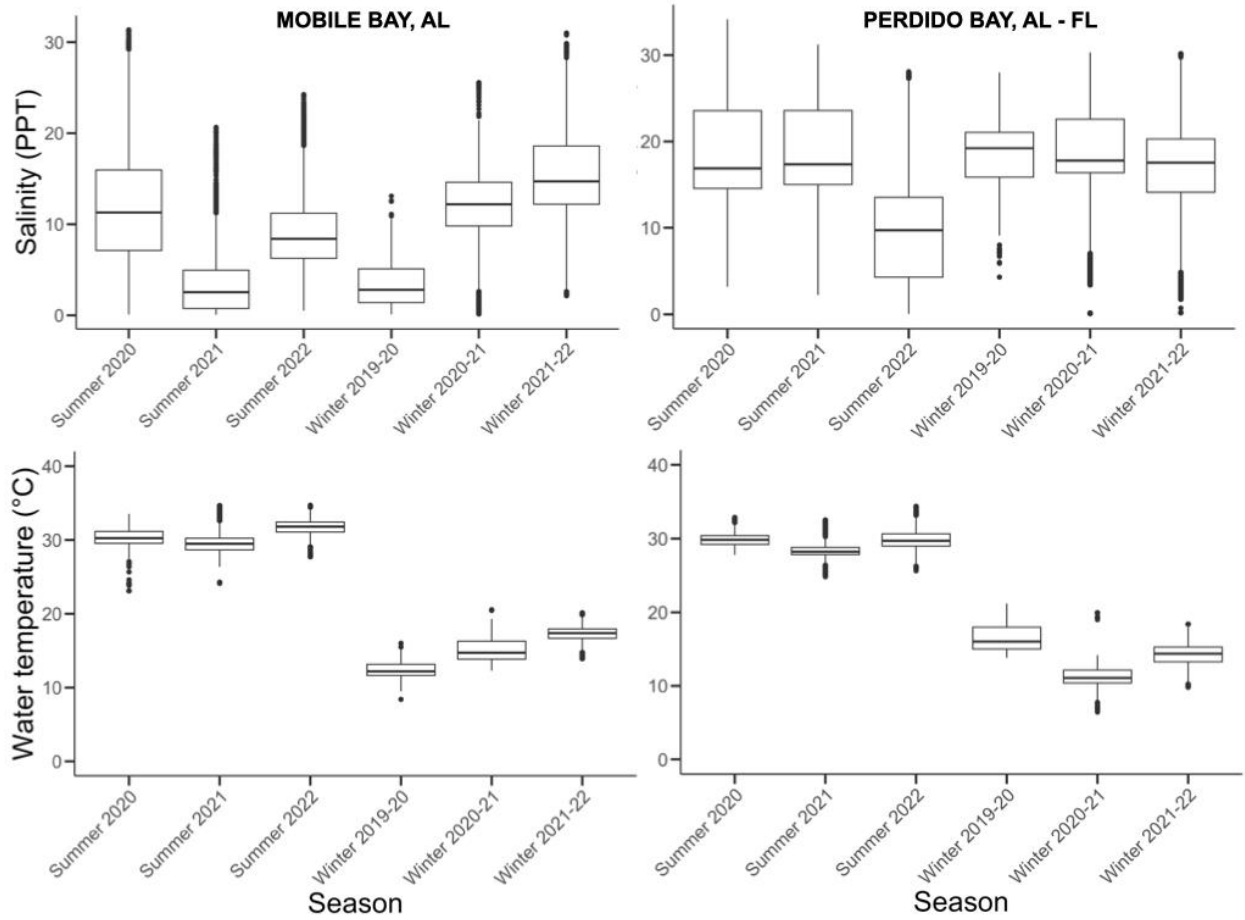 MOBILE BAY, AL
PERDIDO BAY, AL - FL
Salinity (PPT)
30
20
10
0
Summer 2020
Summer 2021
Summer 2022
Winter 2019-20
Winter 2020-21
Winter 2021-22
30
20
10
0
Summer 2020
Summer 2021
Summer 2022
Winter 2019-20
Winter 2020-21
Winter 2021-22
Water temperature (°C)
40
30
20
10
0
Summer 2020
Summer 2021
Summer 2022
Winter 2019-20
Winter 2020-21
Winter 2021-22
Season
40
30
20
10
0
Summer 2020
Summer 2021
Summer 2022
Winter 2019-20
Winter 2020-21
Winter 2021-22
Season